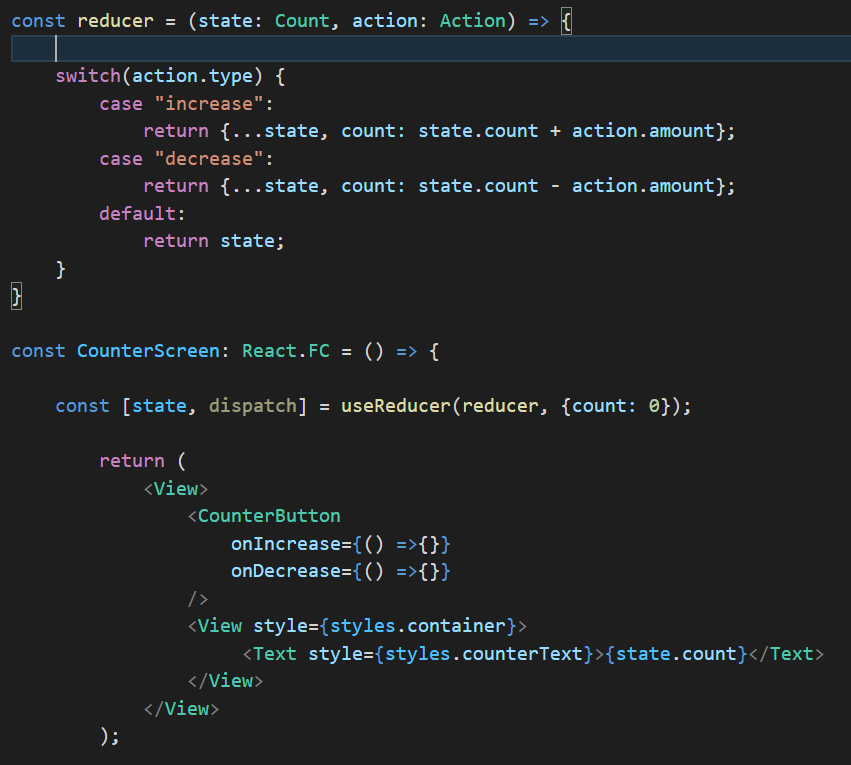 const reducer = (state: Count, action: Action) => {
    switch(action.type) {
        case "increase":
            return {...state, count: state.count + action.amount};
        case "decrease":
            return {...state, count: state.count - action.amount};
        default:
            return state;
    }
}
const CounterScreen: React.FC = () => {
    const [state, dispatch] = useReducer(reducer, {count: 0});
        return (
            <View>
                <CounterButton
                    onIncrease={() =>{}}
                    onDecrease={() =>{}}
                />
                <View style={styles.container}>
                     <Text style={styles.counterText}>{state.count}</Text>
                </View>
            </View>
        );